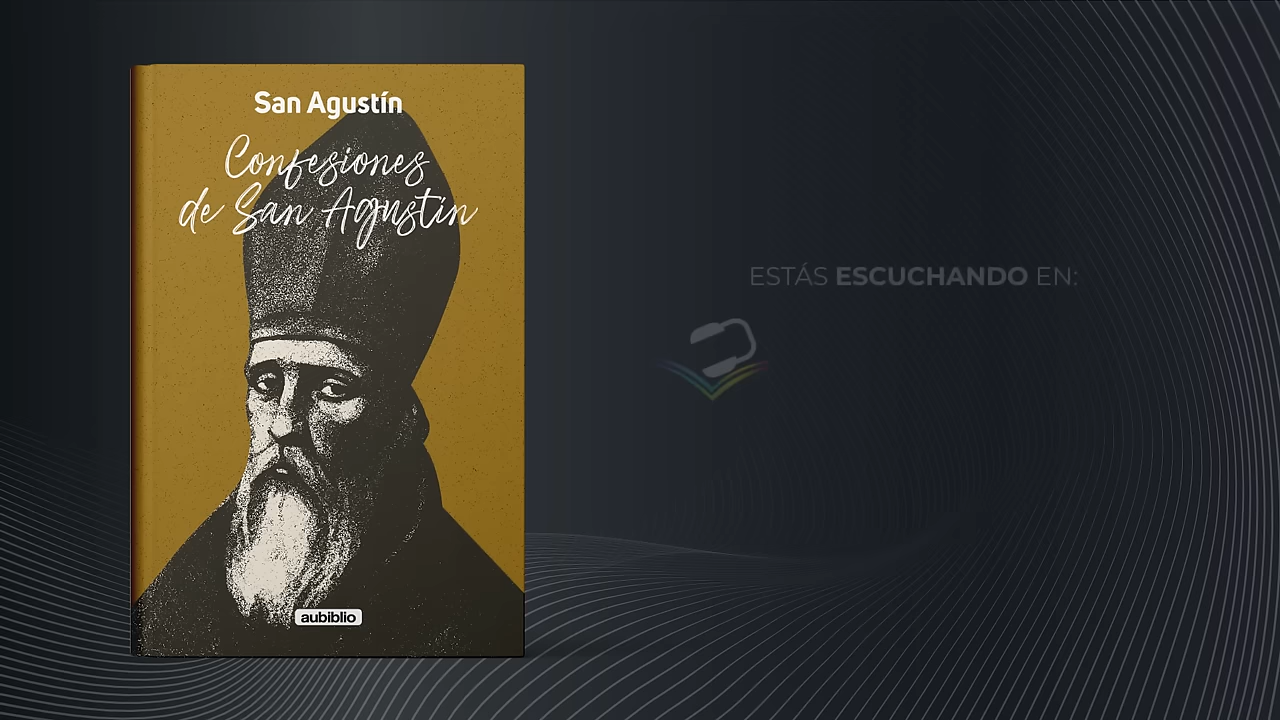 San Agustín
Confesiones
de San Agustín
aubiblio
ESTÁS ESCUCHANDO EN: